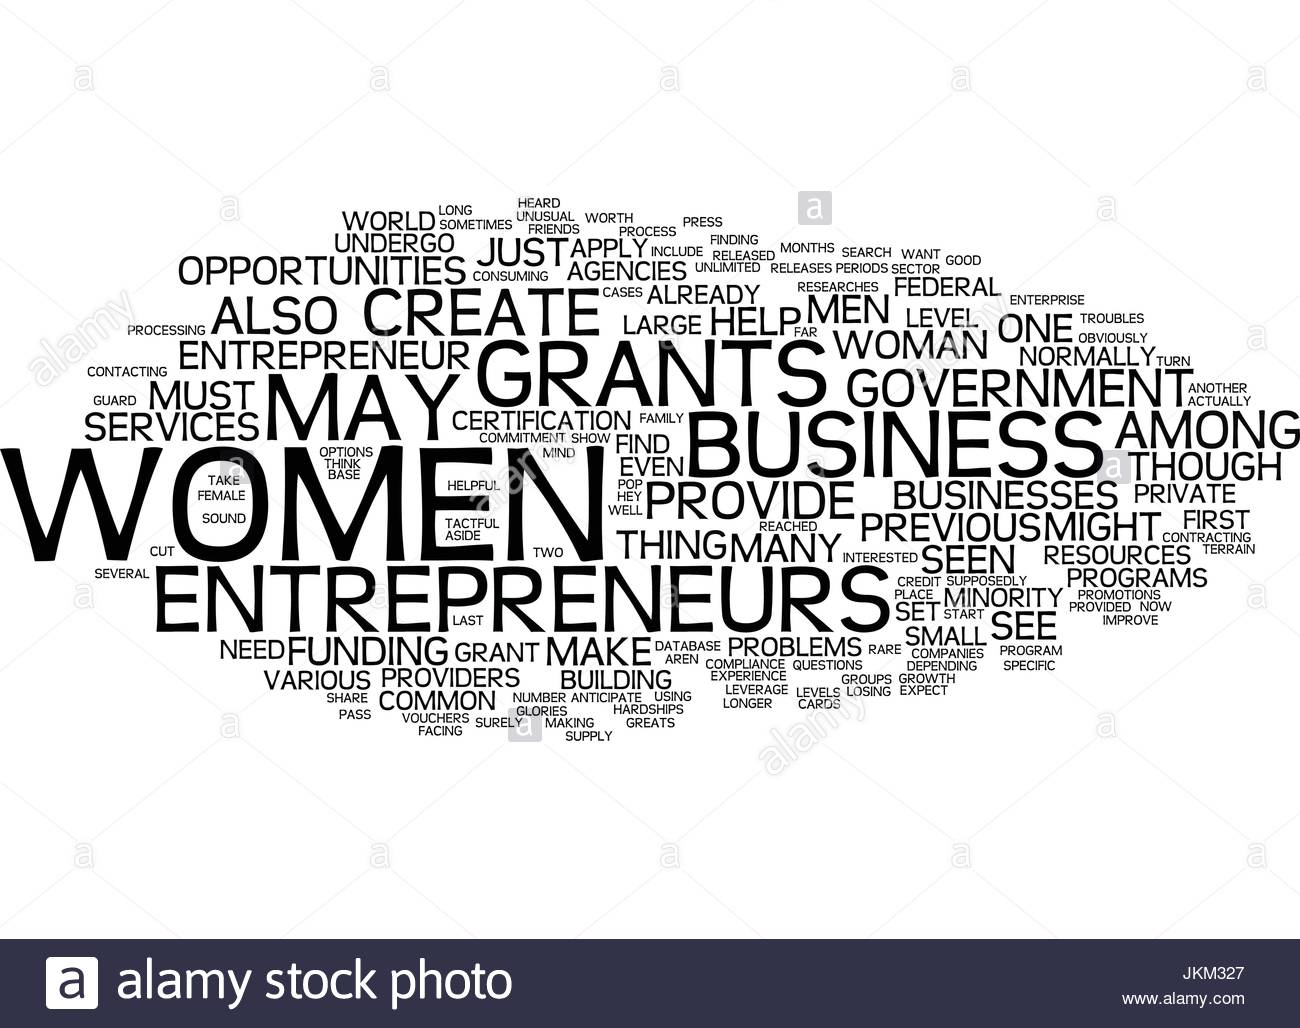 HEARD
WORLD LONG UNUSUAL WORTH PRESS
SOMETIMES FRIENDS PROCESS
UNDERGO JUST APPLY INCLUDE FINDING MONTHS SEARCH WANT GOOD
RELEASED
OPPORTUNITIES CONSUMING AGENCIES UNLIMITED RELEASES PERIODS SECTOR
ALSO CREATE CASES ALREADY RESEARCHES FEDERAL
MEN ENTERPRISE
PROCESSING LARGE HELP FAR LEVEL ONE TROUBLES
OBVIOUSLY
ENTREPRENEUR GRANTS WOMAN NORMALLY TURN
CONTACTING
GUARD MUST MAY GOVERNMENT ANOTHER
ACTUALLY
SERVICES CERTIFICATION FAMILY BUSINESS AMONG
COMMITMENT SHOW FIND
WOMEN OPTIONS MIND EVEN THOUGH
THINK
BASE
TAKE HELPFUL POP PROVIDE BUSINESSES PRIVATE
FEMALE HEY
SOUND WELL PREVIOUS MIGHT FIRST
TACTFUL REACHED CONTRACTING
ASIDE THING MANY
CUT TWO INTERESTED SEEN RESOURCES TERRAIN
SEVERAL ENTREPRENEURS CREDIT SUPPOSEDLY PROGRAMS
PLACE MINORITY PROMOTIONS
LAST SET START PROVIDED NOW
SEE IMPROVE
NEED FUNDING GRANT MAKE DATABASE PROBLEMS RARE SMALL
AREN COMPANIES PROGRAM
COMPLIANCE QUESTIONS DEPENDING SPECIFIC
VARIOUS PROVIDERS BUILDING EXPERIENCE GROUPS GROWTH
LEVERAGE LEVELS LOSING EXPECT
SHARE COMMON NUMBER ANTICIPATE USING LONGER CARDS
PASS GLORIES HARDSHIPS
VOUCHERS SURELY MAKING GREATS
FACING SUPPLY
a alamy
a alamy stock photo
JKM327
www.alamy.com